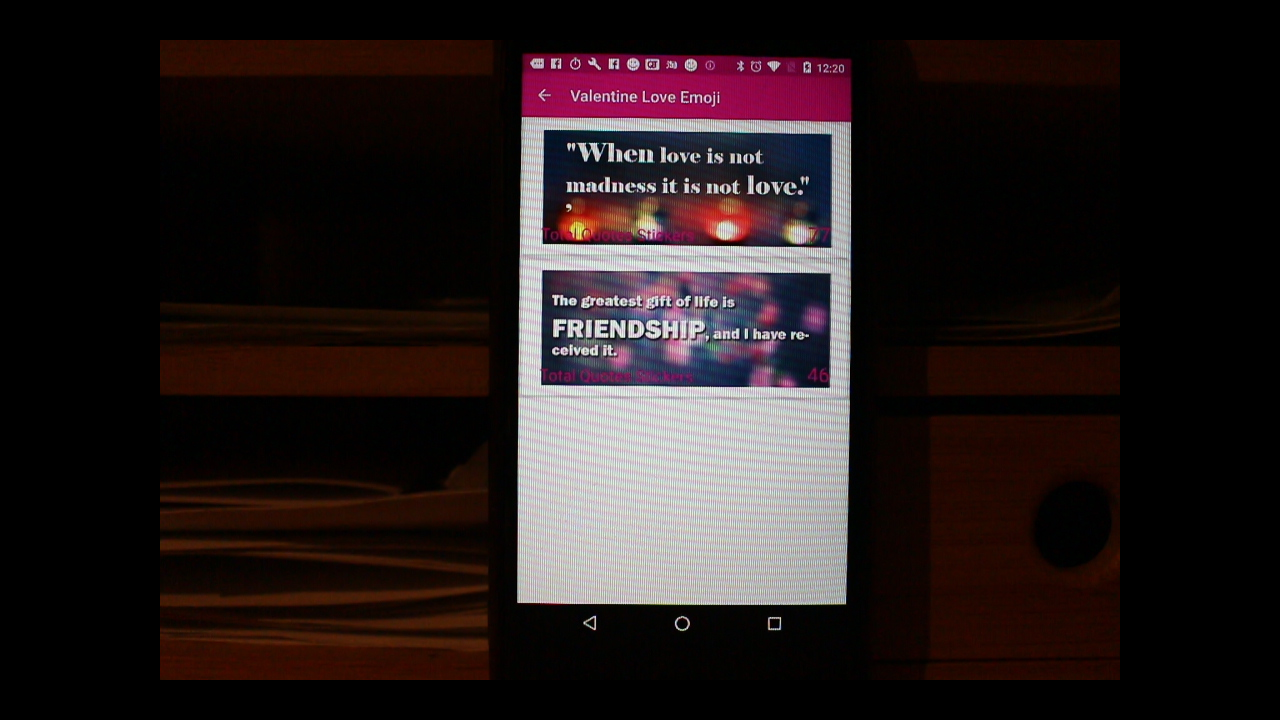 12:20
Valentine Love Emoji
"When love is not
madness it is not love."
,
Total Quotes Stickers 77
The greatest gift of life is
FRIENDSHIP, and I have re-
ceived it.
Total Quotes Stickers 46